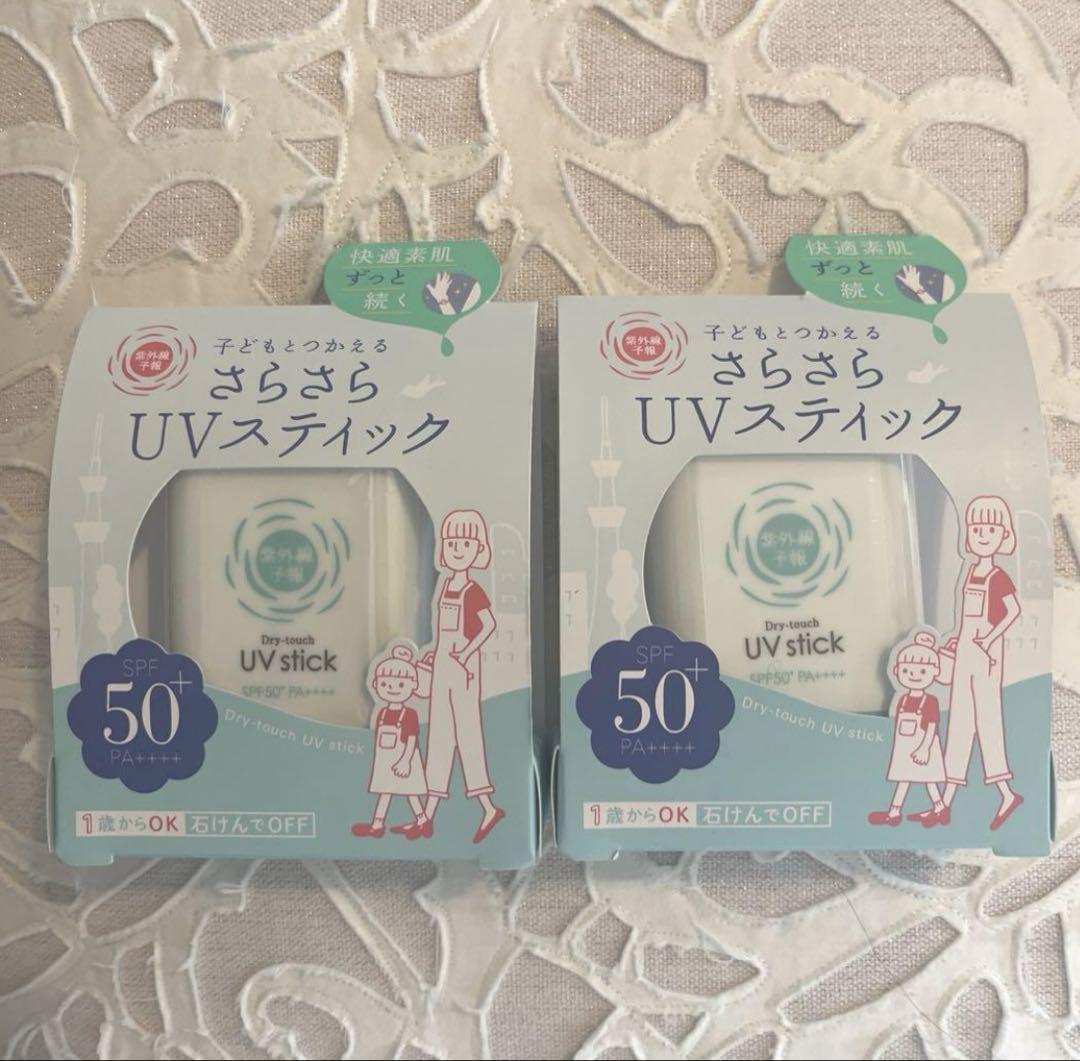 快適素肌
ずっと
続く
紫外線
予報
子どもとつかえる
さらさら
UVスティック
紫外線
予報
Dry-touch
UV stick
SPF50+ PA++++
SPF
50+
PA++++
Dry-touch UV stick
1歳からOK 石けんでOFF
快適素肌
ずっと
続く
紫外線
予報
子どもとつかえる
さらさら
UVスティック
紫外線
予報
Dry-touch
UV stick
SPF50+ PA++++
SPF
50+
PA++++
Dry-touch UV stick
1歳からOK 石けんでOFF